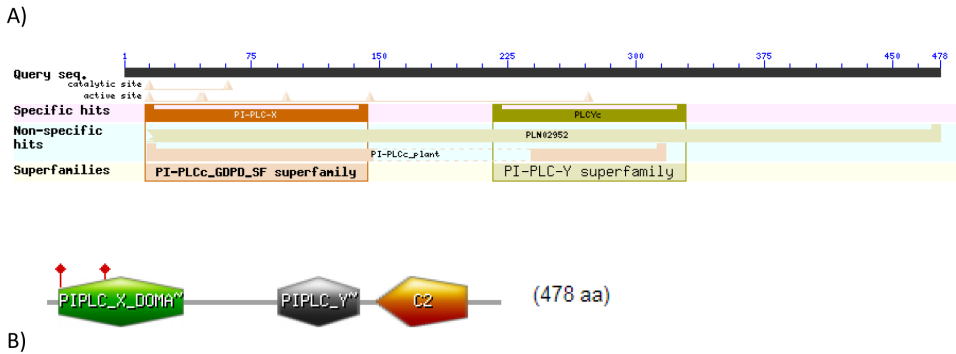 A)
1 75 150 225 300 375 450 478
Query seq.
catalytic site
active site
Specific hits
PI-PLC-X PLCYc
Non-specific
hits
PLN02952
PI-PLCc_plant
Superfamilies
PI-PLCc_GDPD_SF superfamily PI-PLC-Y superfamily
PIPLC_X_DOMA~ PIPLC_Y~ C2 (478 aa)
B)